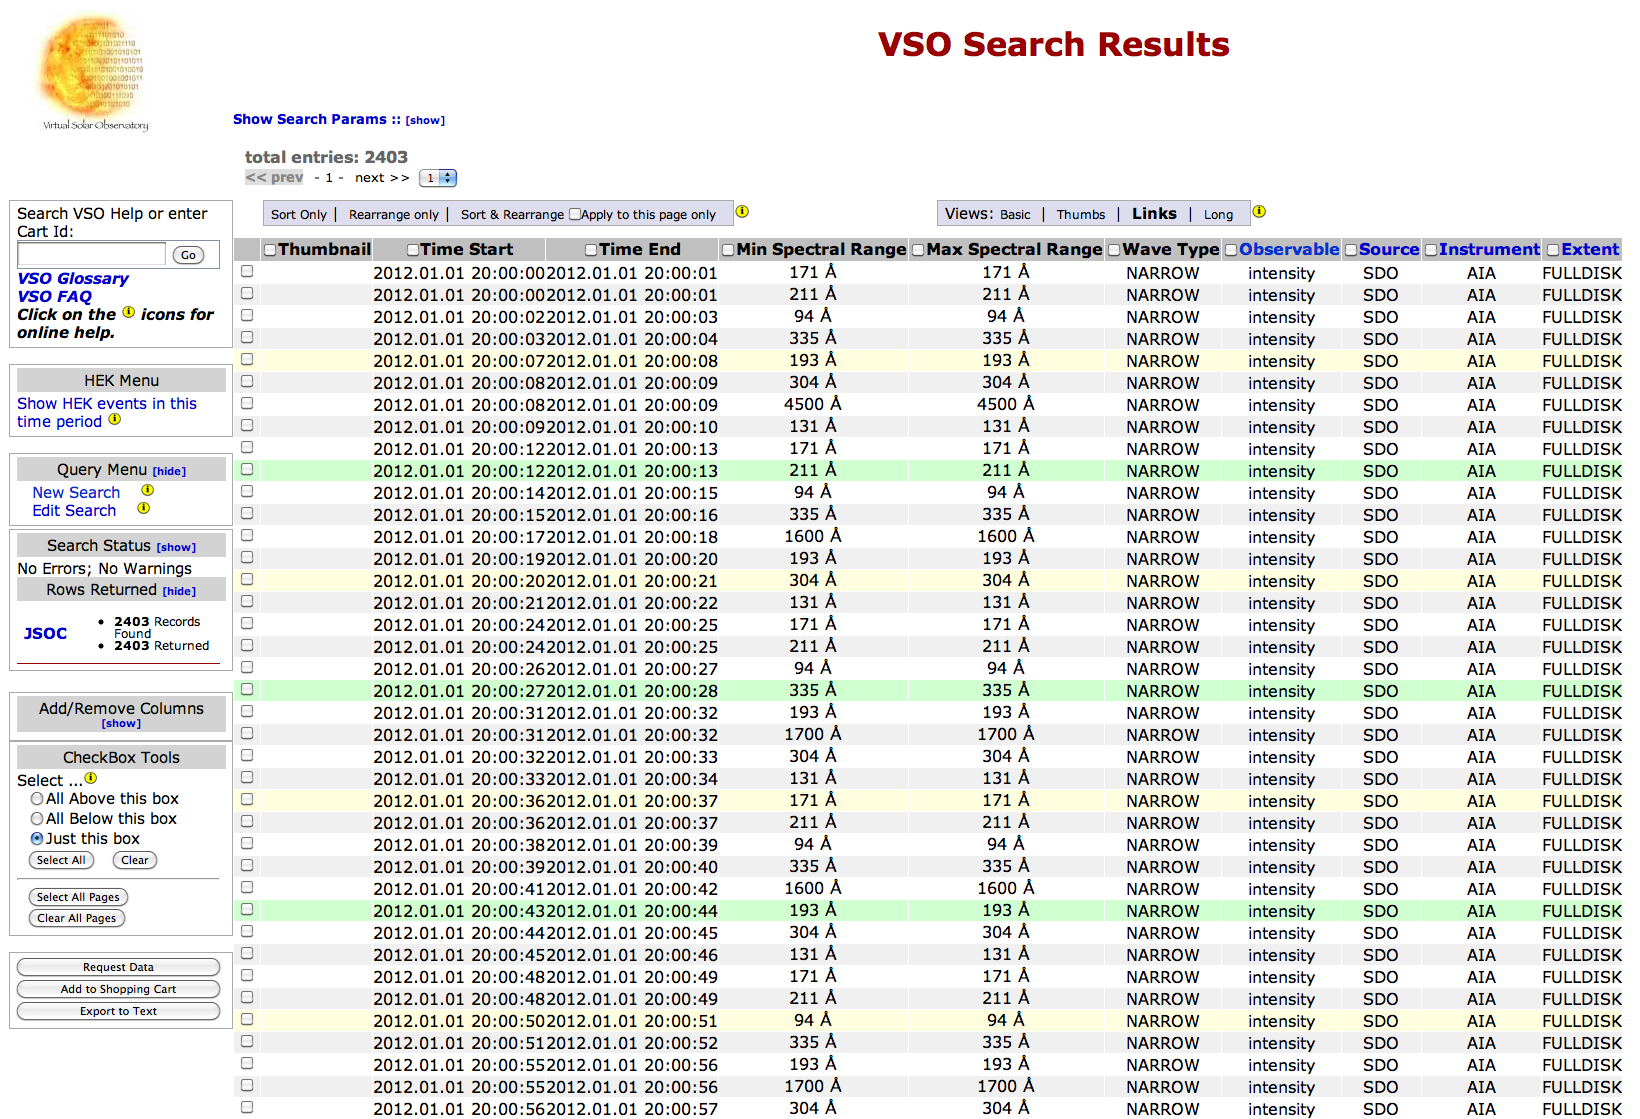 VSO Search Results
Virtual Solar Observatory
Show Search Params :: [show]
total entries: 2403
<< prev - 1 - next >> 1
Search VSO Help or enter
Cart Id:
Go
VSO Glossary
VSO FAQ
Click on the i icons for
online help.
HEK Menu
Show HEK events in this
time period i
Query Menu [hide]
New Search i
Edit Search i
Search Status [show]
No Errors; No Warnings
Rows Returned [hide]
JSOC
• 2403 Records
Found
• 2403 Returned
Add/Remove Columns
[show]
CheckBox Tools
Select ... i
All Above this box
All Below this box
Just this box
Select All Clear
Select All Pages
Clear All Pages
Request Data
Add to Shopping Cart
Export to Text
Sort Only | Rearrange only | Sort & Rearrange Apply to this page only i
Views: Basic | Thumbs | Links | Long i
Thumbnail Time Start Time End Min Spectral Range Max Spectral Range Wave Type Observable Source Instrument Extent
2012.01.01 20:00:00 2012.01.01 20:00:01 171 Å 171 Å NARROW intensity SDO AIA FULLDISK
2012.01.01 20:00:00 2012.01.01 20:00:01 211 Å 211 Å NARROW intensity SDO AIA FULLDISK
2012.01.01 20:00:02 2012.01.01 20:00:03 94 Å 94 Å NARROW intensity SDO AIA FULLDISK
2012.01.01 20:00:03 2012.01.01 20:00:04 335 Å 335 Å NARROW intensity SDO AIA FULLDISK
2012.01.01 20:00:07 2012.01.01 20:00:08 193 Å 193 Å NARROW intensity SDO AIA FULLDISK
2012.01.01 20:00:08 2012.01.01 20:00:09 304 Å 304 Å NARROW intensity SDO AIA FULLDISK
2012.01.01 20:00:08 2012.01.01 20:00:09 4500 Å 4500 Å NARROW intensity SDO AIA FULLDISK
2012.01.01 20:00:09 2012.01.01 20:00:10 131 Å 131 Å NARROW intensity SDO AIA FULLDISK
2012.01.01 20:00:12 2012.01.01 20:00:13 171 Å 171 Å NARROW intensity SDO AIA FULLDISK
2012.01.01 20:00:12 2012.01.01 20:00:13 211 Å 211 Å NARROW intensity SDO AIA FULLDISK
2012.01.01 20:00:14 2012.01.01 20:00:15 94 Å 94 Å NARROW intensity SDO AIA FULLDISK
2012.01.01 20:00:15 2012.01.01 20:00:16 335 Å 335 Å NARROW intensity SDO AIA FULLDISK
2012.01.01 20:00:17 2012.01.01 20:00:18 1600 Å 1600 Å NARROW intensity SDO AIA FULLDISK
2012.01.01 20:00:19 2012.01.01 20:00:20 193 Å 193 Å NARROW intensity SDO AIA FULLDISK
2012.01.01 20:00:20 2012.01.01 20:00:21 304 Å 304 Å NARROW intensity SDO AIA FULLDISK
2012.01.01 20:00:21 2012.01.01 20:00:22 131 Å 131 Å NARROW intensity SDO AIA FULLDISK
2012.01.01 20:00:24 2012.01.01 20:00:25 171 Å 171 Å NARROW intensity SDO AIA FULLDISK
2012.01.01 20:00:24 2012.01.01 20:00:25 211 Å 211 Å NARROW intensity SDO AIA FULLDISK
2012.01.01 20:00:26 2012.01.01 20:00:27 94 Å 94 Å NARROW intensity SDO AIA FULLDISK
2012.01.01 20:00:27 2012.01.01 20:00:28 335 Å 335 Å NARROW intensity SDO AIA FULLDISK
2012.01.01 20:00:31 2012.01.01 20:00:32 193 Å 193 Å NARROW intensity SDO AIA FULLDISK
2012.01.01 20:00:31 2012.01.01 20:00:32 1700 Å 1700 Å NARROW intensity SDO AIA FULLDISK
2012.01.01 20:00:32 2012.01.01 20:00:33 304 Å 304 Å NARROW intensity SDO AIA FULLDISK
2012.01.01 20:00:33 2012.01.01 20:00:34 131 Å 131 Å NARROW intensity SDO AIA FULLDISK
2012.01.01 20:00:36 2012.01.01 20:00:37 171 Å 171 Å NARROW intensity SDO AIA FULLDISK
2012.01.01 20:00:36 2012.01.01 20:00:37 211 Å 211 Å NARROW intensity SDO AIA FULLDISK
2012.01.01 20:00:38 2012.01.01 20:00:39 94 Å 94 Å NARROW intensity SDO AIA FULLDISK
2012.01.01 20:00:39 2012.01.01 20:00:40 335 Å 335 Å NARROW intensity SDO AIA FULLDISK
2012.01.01 20:00:41 2012.01.01 20:00:42 1600 Å 1600 Å NARROW intensity SDO AIA FULLDISK
2012.01.01 20:00:43 2012.01.01 20:00:44 193 Å 193 Å NARROW intensity SDO AIA FULLDISK
2012.01.01 20:00:44 2012.01.01 20:00:45 304 Å 304 Å NARROW intensity SDO AIA FULLDISK
2012.01.01 20:00:45 2012.01.01 20:00:46 131 Å 131 Å NARROW intensity SDO AIA FULLDISK
2012.01.01 20:00:48 2012.01.01 20:00:49 171 Å 171 Å NARROW intensity SDO AIA FULLDISK
2012.01.01 20:00:48 2012.01.01 20:00:49 211 Å 211 Å NARROW intensity SDO AIA FULLDISK
2012.01.01 20:00:50 2012.01.01 20:00:51 94 Å 94 Å NARROW intensity SDO AIA FULLDISK
2012.01.01 20:00:51 2012.01.01 20:00:52 335 Å 335 Å NARROW intensity SDO AIA FULLDISK
2012.01.01 20:00:55 2012.01.01 20:00:56 193 Å 193 Å NARROW intensity SDO AIA FULLDISK
2012.01.01 20:00:55 2012.01.01 20:00:56 1700 Å 1700 Å NARROW intensity SDO AIA FULLDISK
2012.01.01 20:00:56 2012.01.01 20:00:57 304 Å 304 Å NARROW intensity SDO AIA FULLDISK